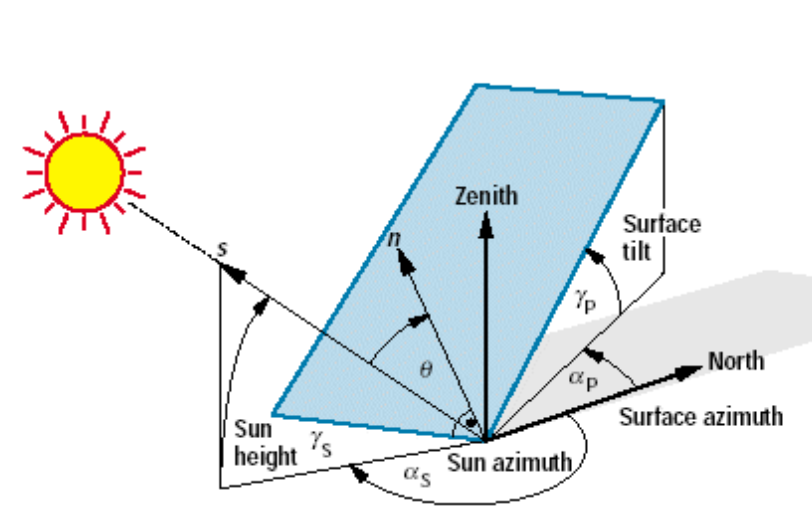 Zenith
s
n
Surface
tilt
γP
θ
αP
North
Surface azimuth
Sun
height
γS
αS
Sun azimuth